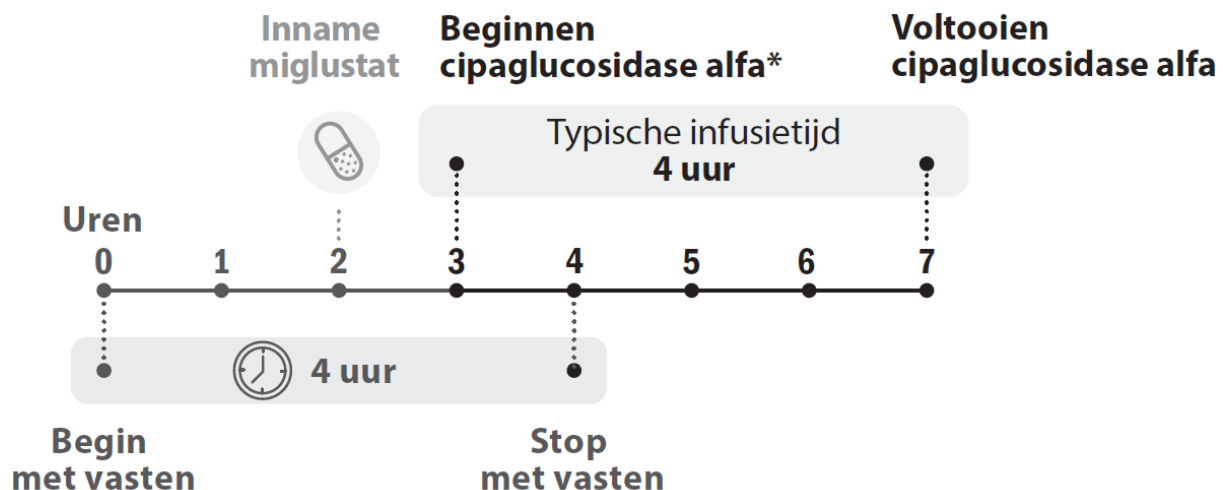 Inname
miglustat
Beginnen
cipaglucosidase alfa*
Voltooien
cipaglucosidase alfa
Typische infusietijd
4 uur
Uren
0 1 2 3 4 5 6 7
4 uur
Begin
met vasten
Stop
met vasten